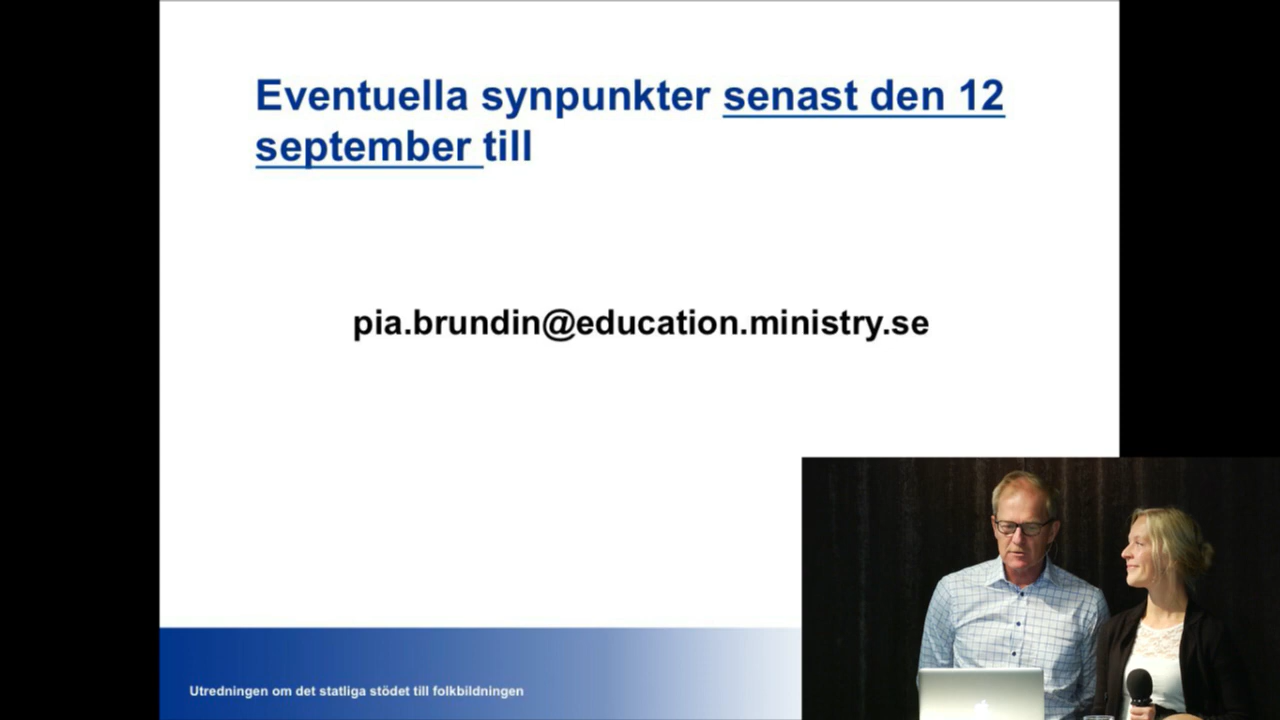 Eventuella synpunkter senast den 12
september till
pia.brundin@education.ministry.se
Utredningen om det statliga stödet till folkbildningen